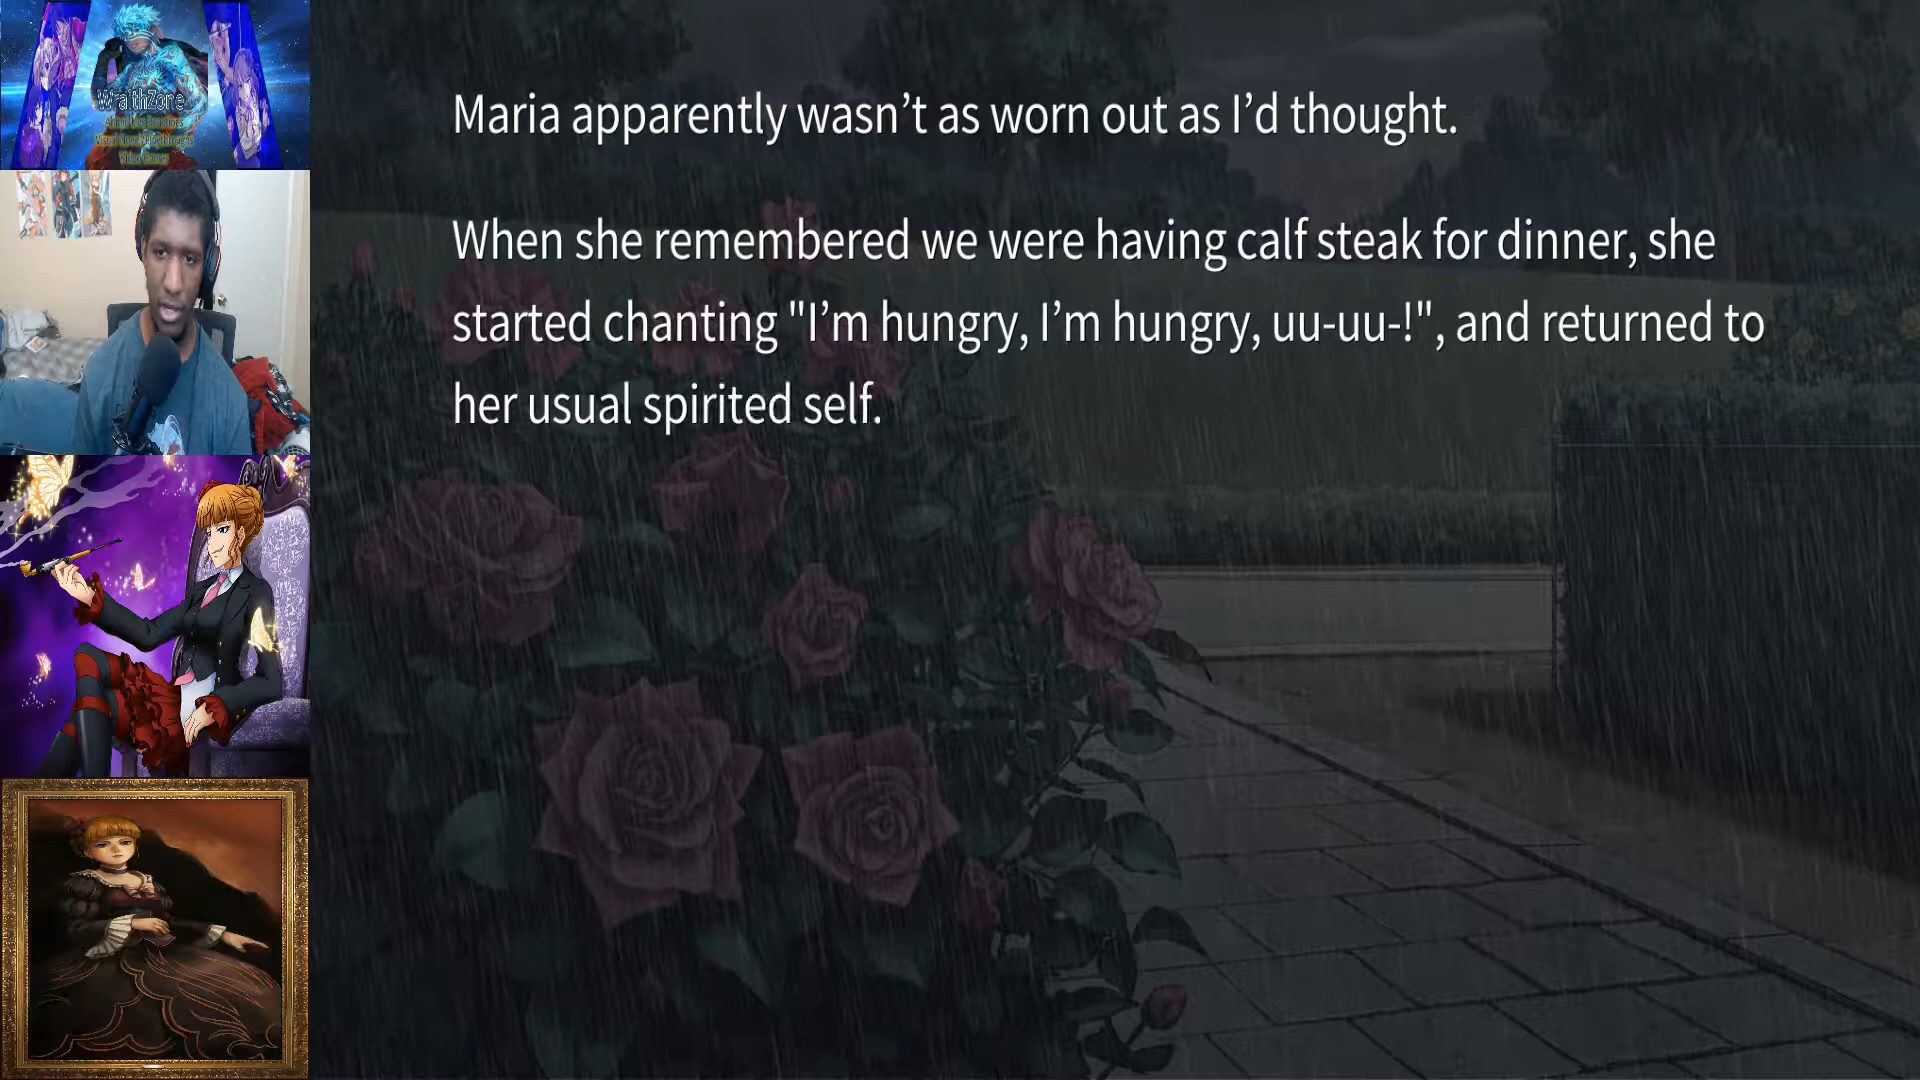 WraithZone
Maria apparently wasn’t as worn out as I’d thought.
When she remembered we were having calf steak for dinner, she
started chanting "I’m hungry, I’m hungry, uu-uu-!", and returned to
her usual spirited self.